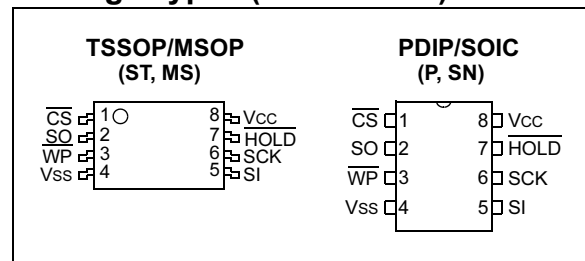 TSSOP/MSOP
(ST, MS)
CS 1 8 VCC
SO 2 7 HOLD
WP 3 6 SCK
VSS 4 5 SI
PDIP/SOIC
(P, SN)
CS 1 8 VCC
SO 2 7 HOLD
WP 3 6 SCK
VSS 4 5 SI